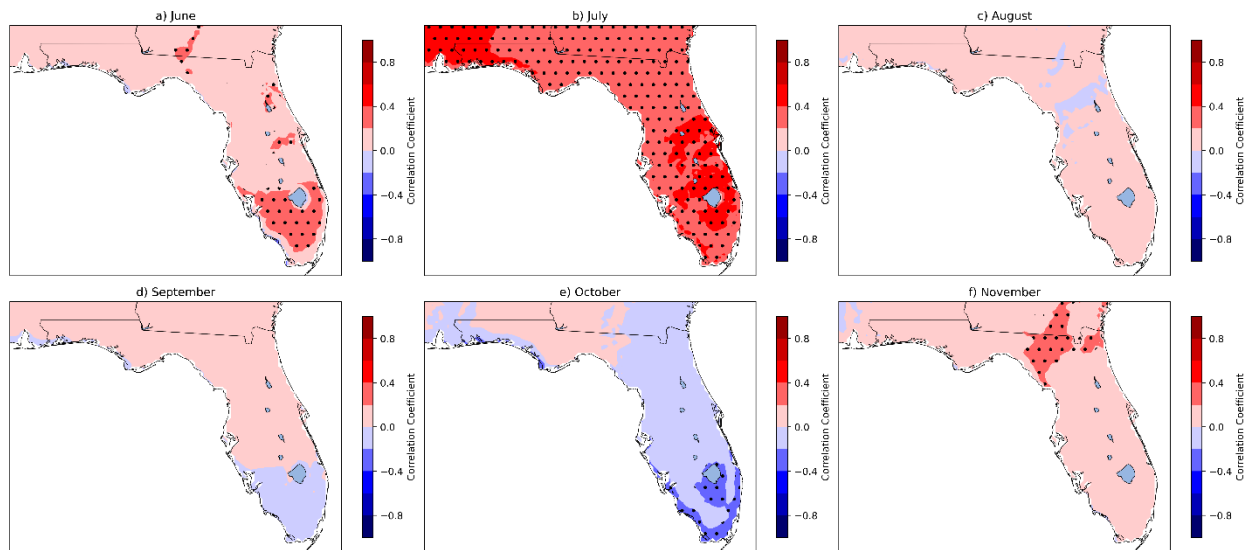 a) June
0.8
0.4
0.0
−0.4
−0.8
Correlation Coefficient
b) July
0.8
0.4
0.0
−0.4
−0.8
Correlation Coefficient
c) August
0.8
0.4
0.0
−0.4
−0.8
Correlation Coefficient
d) September
0.8
0.4
0.0
−0.4
−0.8
Correlation Coefficient
e) October
0.8
0.4
0.0
−0.4
−0.8
Correlation Coefficient
f) November
0.8
0.4
0.0
−0.4
−0.8
Correlation Coefficient